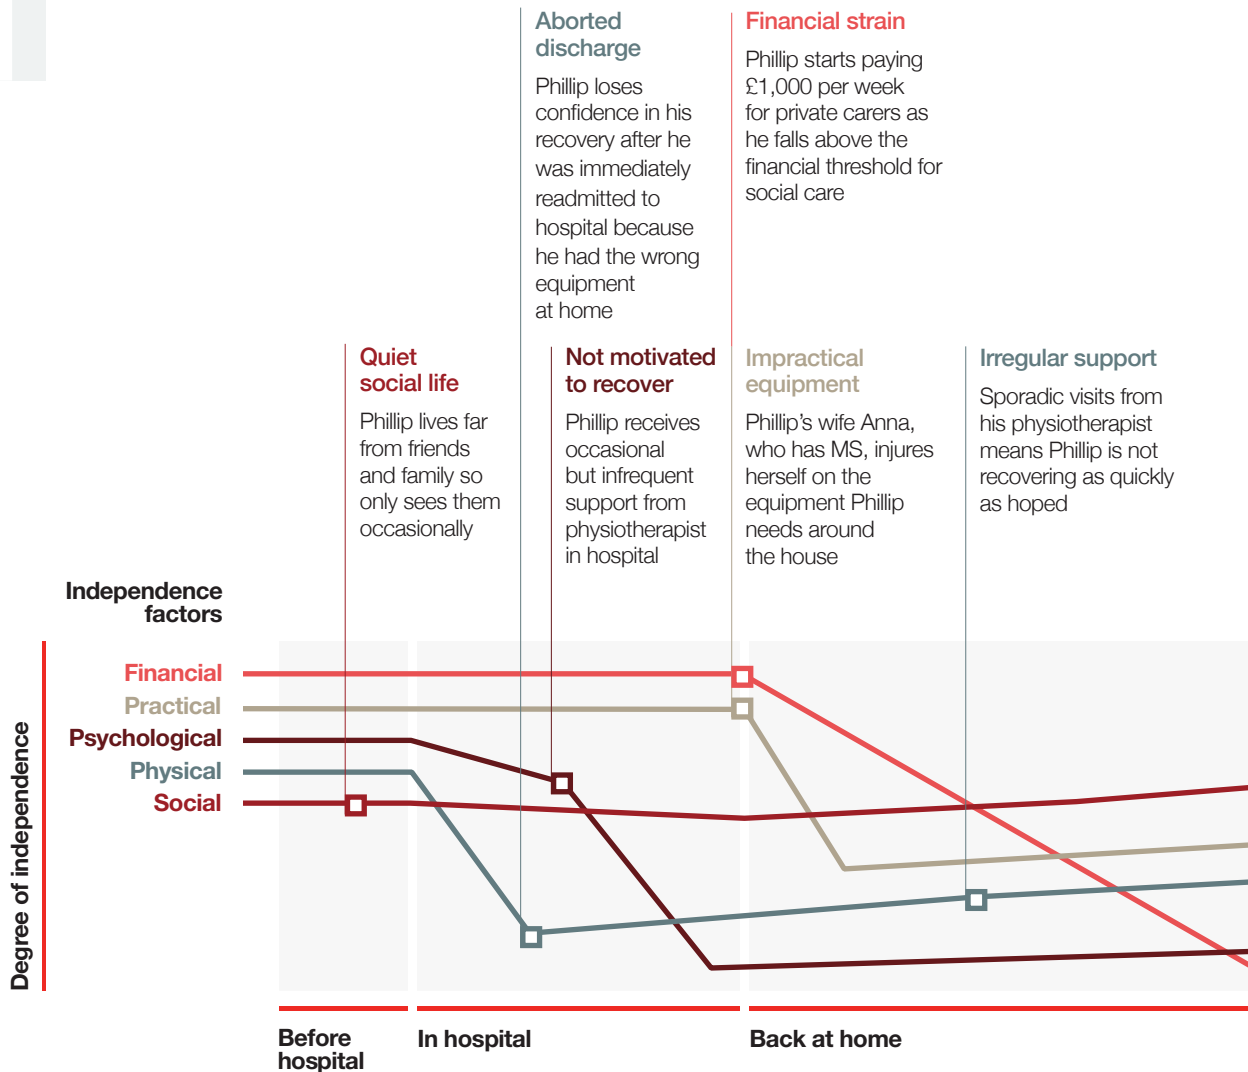 Aborted
discharge
Phillip loses
confidence in his
recovery after he
was immediately
readmitted to
hospital because
he had the wrong
equipment
at home
Financial strain
Phillip starts paying
£1,000 per week
for private carers as
he falls above the
financial threshold for
social care
Quiet
social life
Phillip lives far
from friends
and family so
only sees them
occasionally
Not motivated
to recover
Phillip receives
occasional
but infrequent
support from
physiotherapist
in hospital
Impractical
equipment
Phillip's wife Anna,
who has MS, injures
herself on the
equipment Phillip
needs around
the house
Irregular support
Sporadic visits from
his physiotherapist
means Phillip is not
recovering as quickly
as hoped
Independence
factors
Financial
Practical
Psychological
Physical
Social
Degree of independence
Before
hospital
In hospital
Back at home